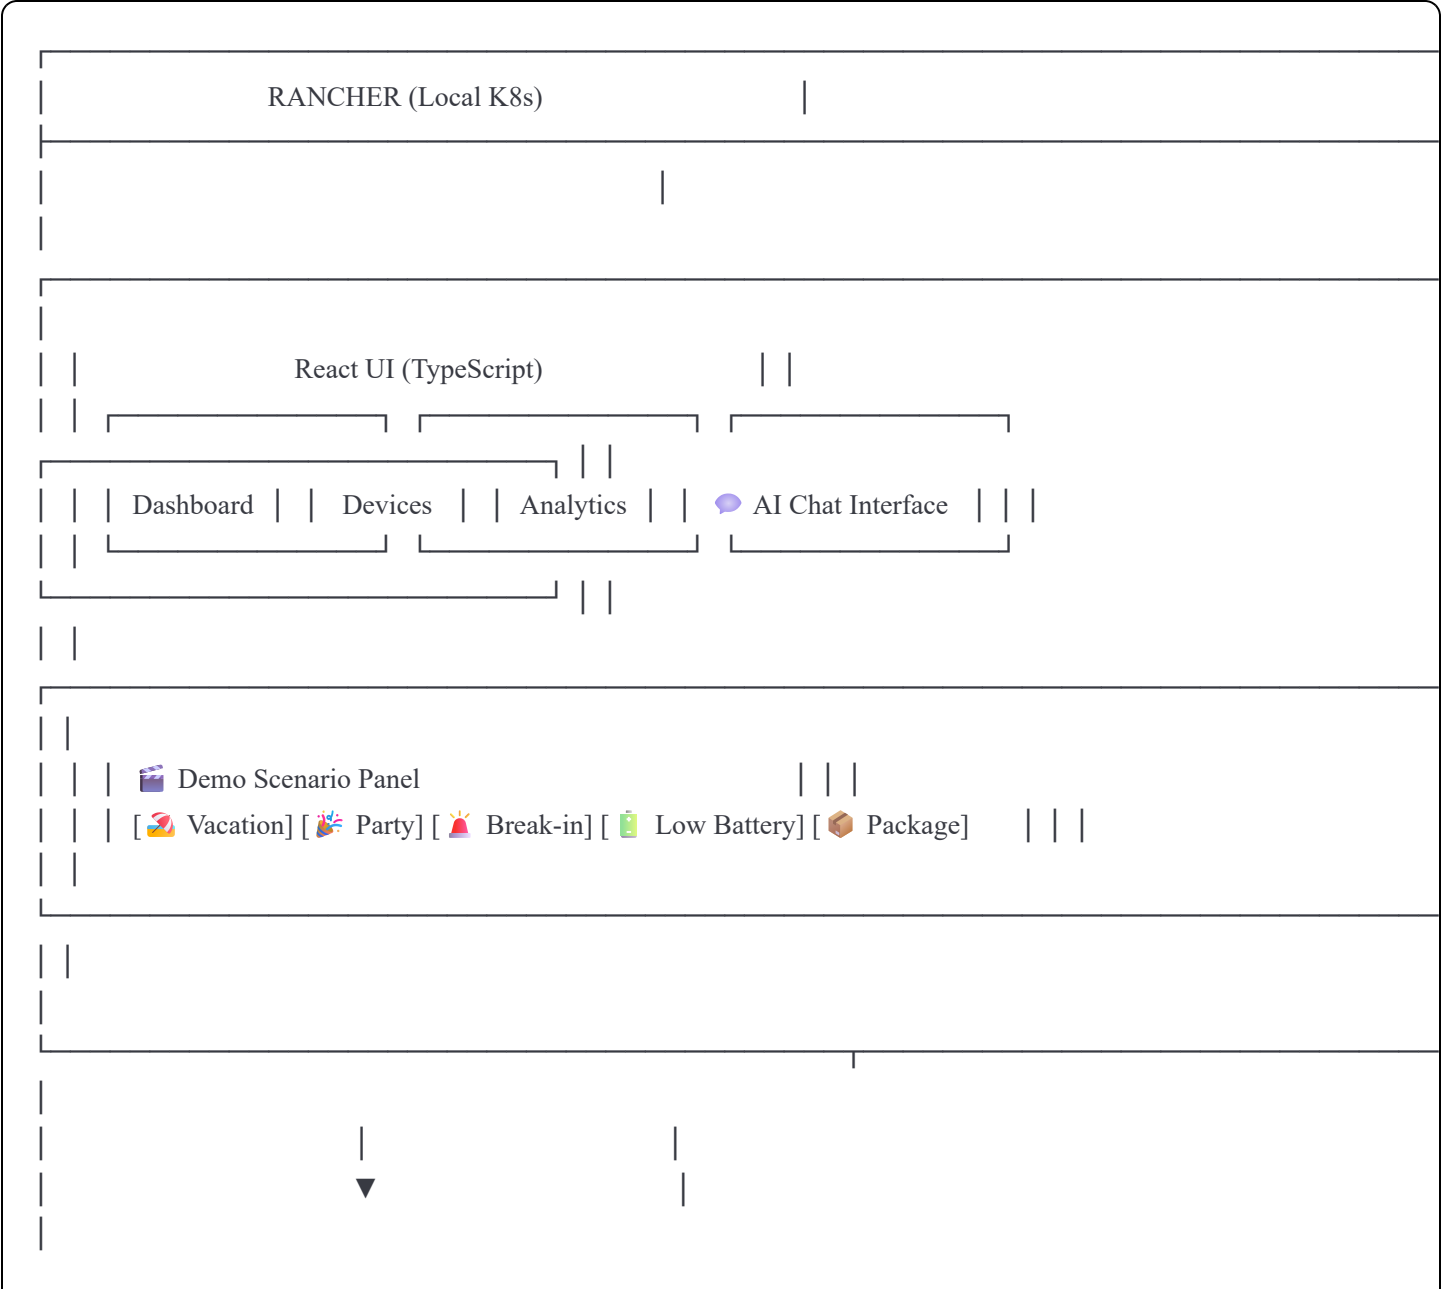 RANCHER (Local K8s)
React UI (TypeScript)
Dashboard Devices Analytics 💬 AI Chat Interface
🎬 Demo Scenario Panel
[🏖️ Vacation] [🎉 Party] [🚨 Break-in] [🔋 Low Battery] [📦 Package]